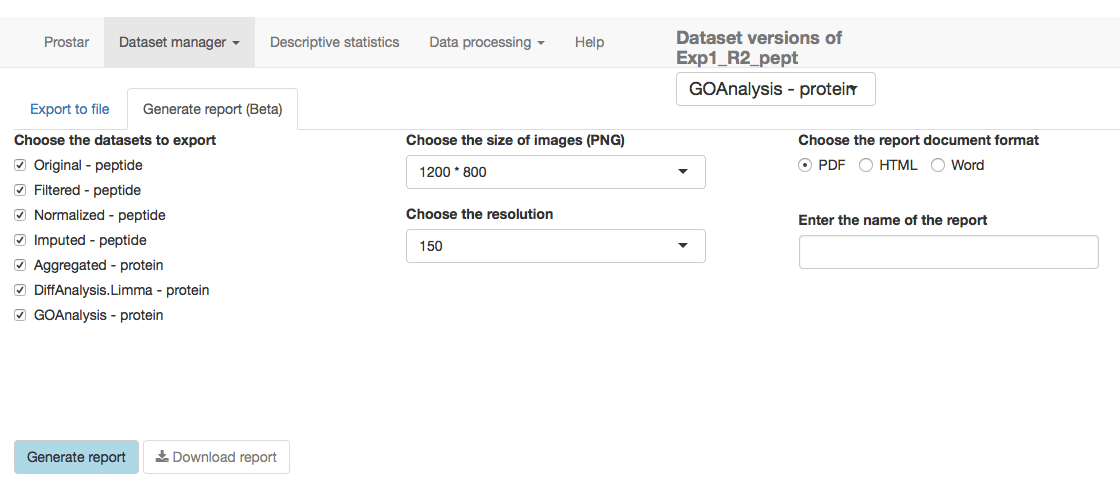 Prostar
Dataset manager
Descriptive statistics
Data processing
Help
Dataset versions of
Exp1_R2_pept
GOAnalysis - protein
Export to file
Generate report (Beta)
Choose the datasets to export
Original - peptide
Filtered - peptide
Normalized - peptide
Imputed - peptide
Aggregated - protein
DiffAnalysis.Limma - protein
GOAnalysis - protein
Choose the size of images (PNG)
1200 * 800
Choose the resolution
150
Choose the report document format
PDF HTML Word
Enter the name of the report
Generate report
Download report